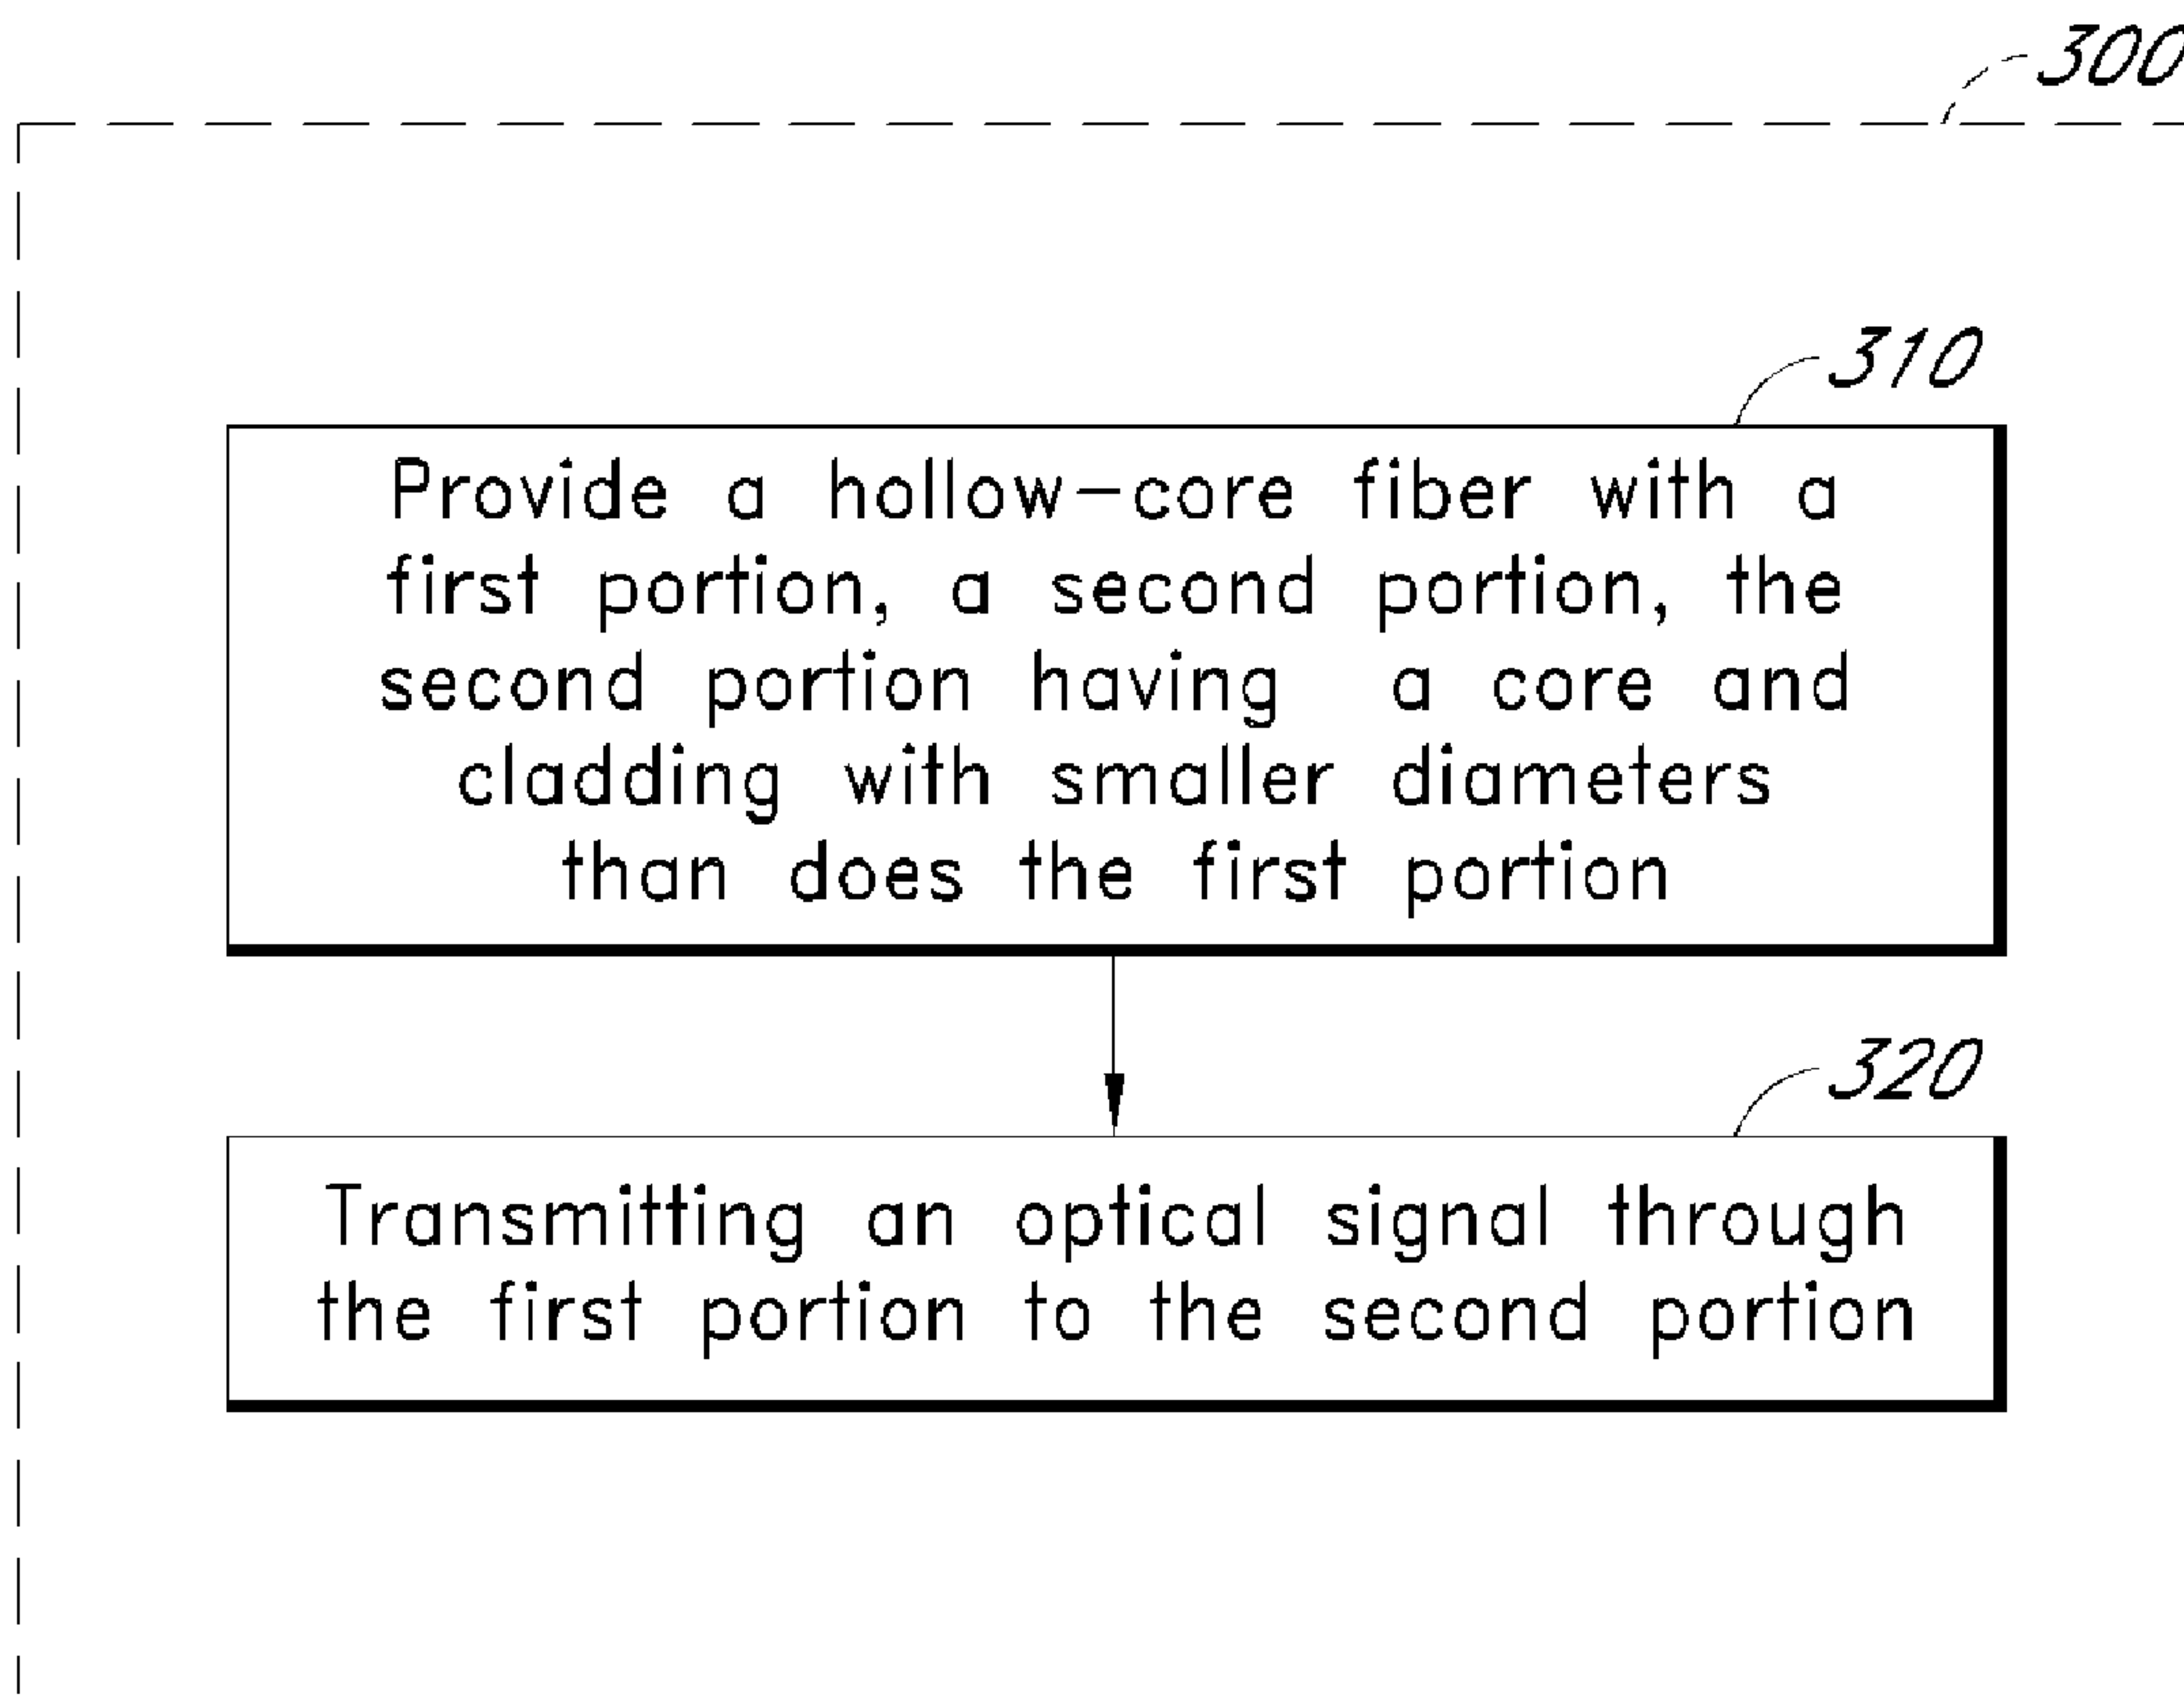 300
310
Provide a hollow-core fiber with a
first portion, a second portion, the
second portion having a core and
cladding with smaller diameters
than does the first portion
320
Transmitting an optical signal through
the first portion to the second portion